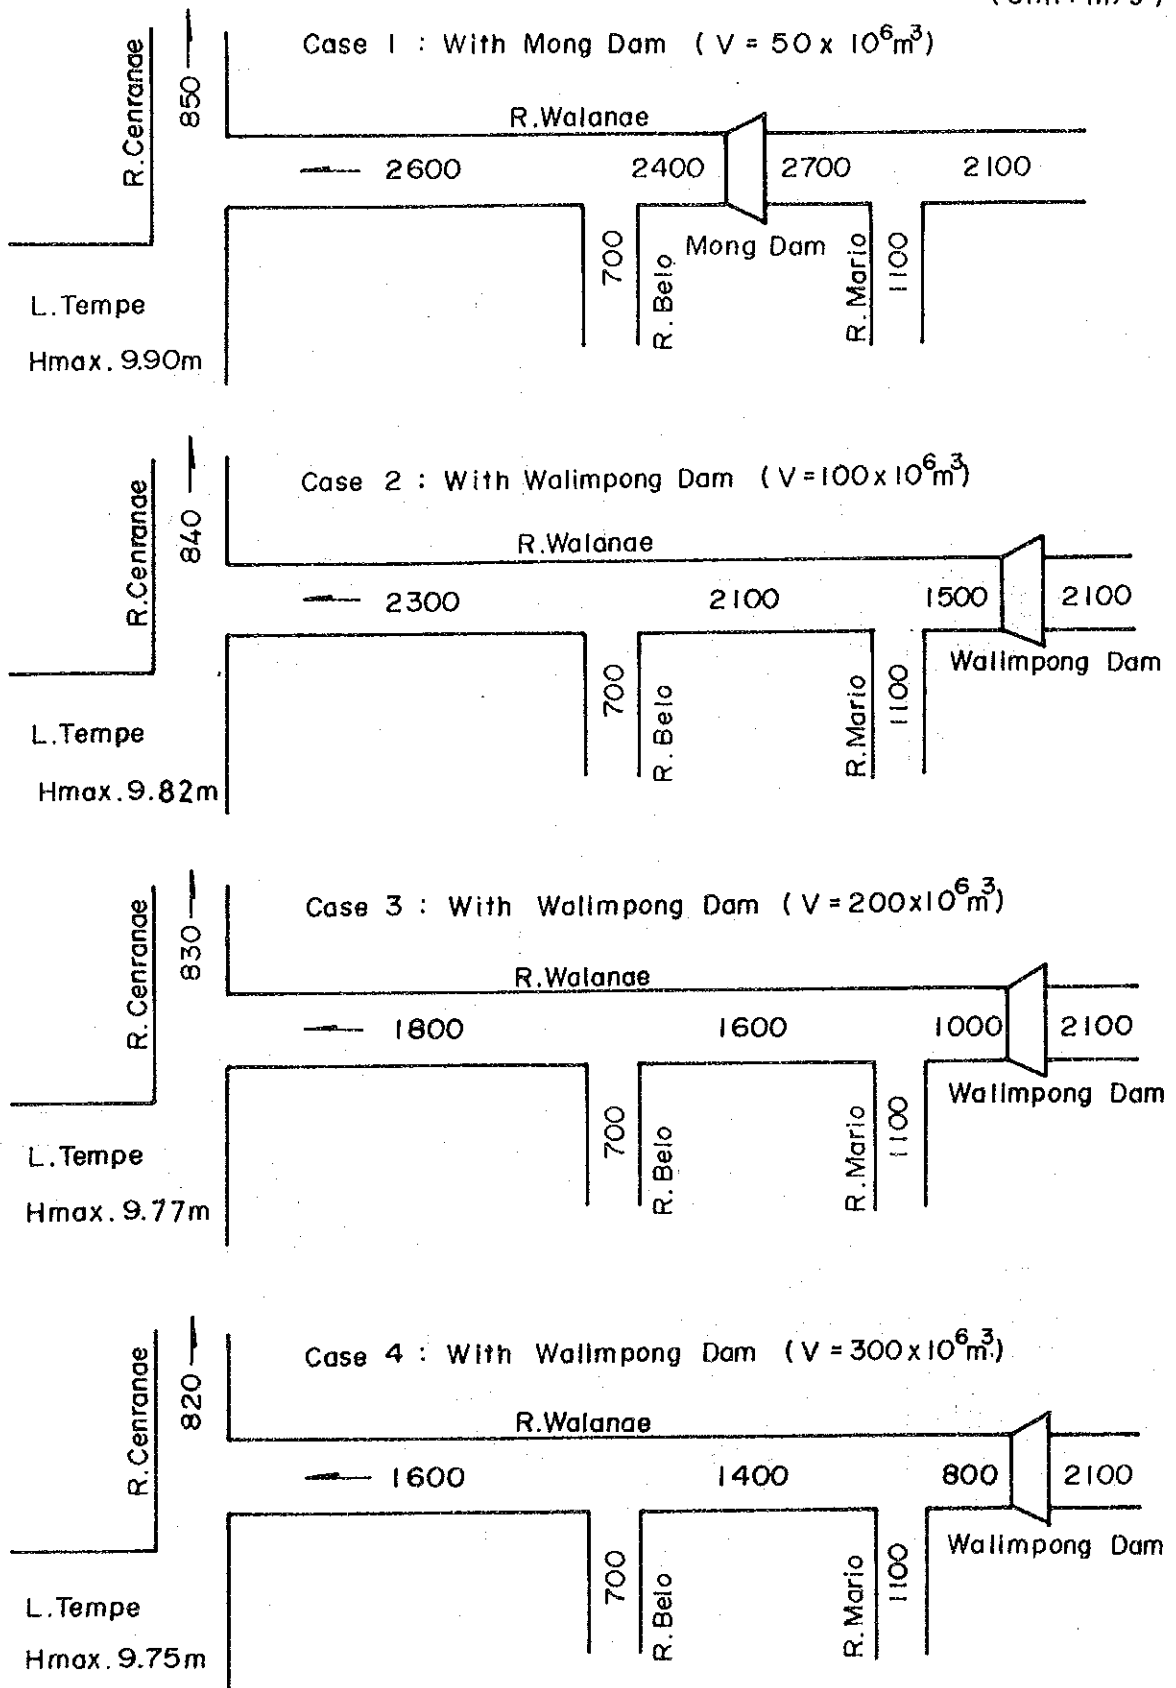 Case 1 : With Mong Dam ( V = 50 x 10⁶m³)
R.Cenranae
850
R.Walanae
2600
2400
2700
2100
700
R. Belo
Mong Dam
R. Mario
1100
L.Tempe
Hmax. 9.90m
Case 2 : With Walimpong Dam ( V = 100 x 10⁶m³)
R.Cenranae
840
R.Walanae
2300
2100
1500
2100
700
R. Belo
R.Mario
1100
Walimpong Dam
L.Tempe
Hmax. 9.82m
Case 3 : With Walimpong Dam ( V = 200x10⁶m³)
R. Cenranae
830
R.Walanae
1800
1600
1000
2100
700
R. Belo
R. Mario
1100
Walimpong Dam
L.Tempe
Hmax. 9.77m
Case 4 : With Walimpong Dam ( V = 300x10⁶m³)
R. Cenranae
820
R.Walanae
1600
1400
800
2100
700
R. Belo
R. Mario
1100
Walimpong Dam
L.Tempe
Hmax. 9.75m